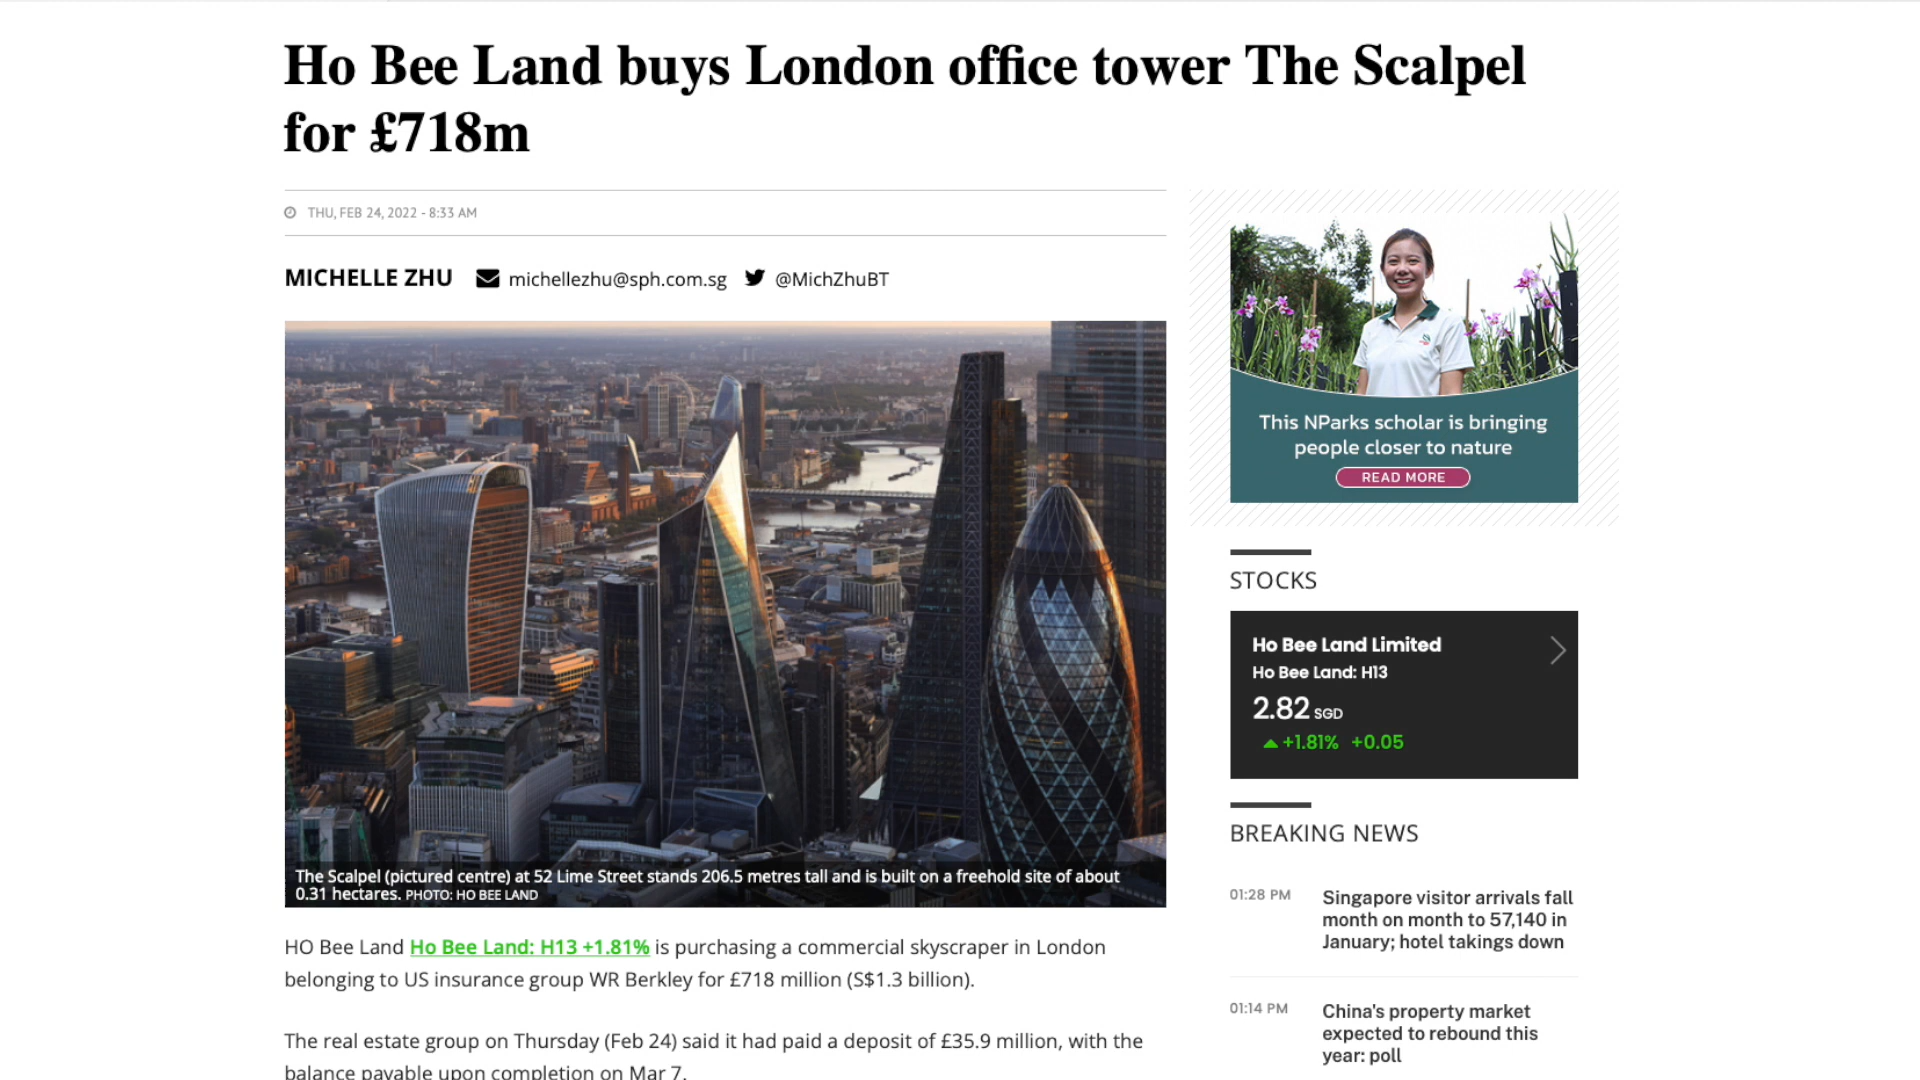 Ho Bee Land buys London office tower The Scalpel
for £718m
THU, FEB 24, 2022 - 8:33 AM
MICHELLE ZHU michellezhu@sph.com.sg @MichZhuBT
The Scalpel (pictured centre) at 52 Lime Street stands 206.5 metres tall and is built on a freehold site of about
0.31 hectares. PHOTO: HO BEE LAND
HO Bee Land Ho Bee Land: H13 +1.81% is purchasing a commercial skyscraper in London
belonging to US insurance group WR Berkley for £718 million (S$1.3 billion).
The real estate group on Thursday (Feb 24) said it had paid a deposit of £35.9 million, with the
balance payable upon completion on Mar 7.
This NParks scholar is bringing
people closer to nature
READ MORE
STOCKS
Ho Bee Land Limited
Ho Bee Land: H13
2.82 SGD
+1.81% +0.05
BREAKING NEWS
01:28 PM Singapore visitor arrivals fall
month on month to 57,140 in
January; hotel takings down
01:14 PM China's property market
expected to rebound this
year: poll